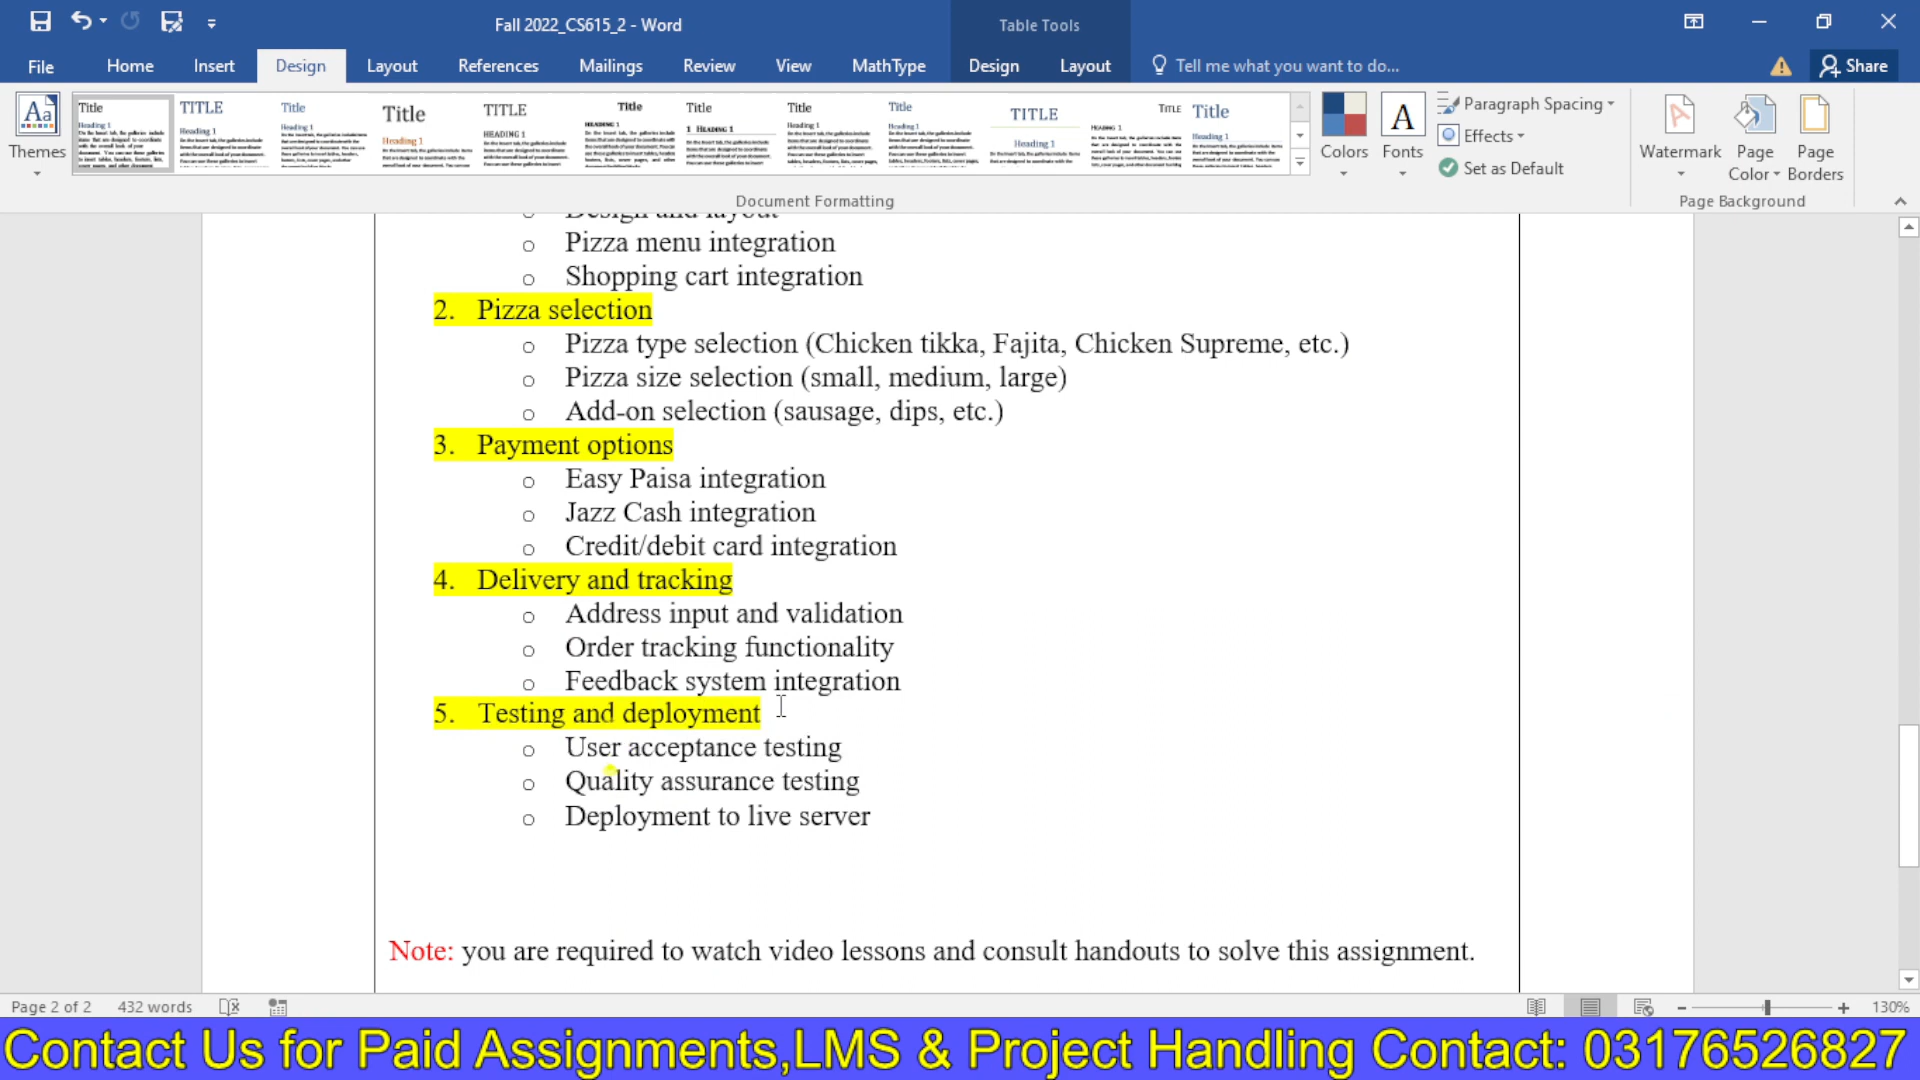 Fall 2022_CS615_2 - Word
Table Tools
File
Home
Insert
Design
Layout
References
Mailings
Review
View
MathType
Design
Layout
Tell me what you want to do...
Share
Themes
Colors
Fonts
Paragraph Spacing
Effects
Set as Default
Watermark
Page Color
Page Borders
Document Formatting
Page Background
Design and layout
Pizza menu integration
Shopping cart integration
2. Pizza selection
Pizza type selection (Chicken tikka, Fajita, Chicken Supreme, etc.)
Pizza size selection (small, medium, large)
Add-on selection (sausage, dips, etc.)
3. Payment options
Easy Paisa integration
Jazz Cash integration
Credit/debit card integration
4. Delivery and tracking
Address input and validation
Order tracking functionality
Feedback system integration
5. Testing and deployment
User acceptance testing
Quality assurance testing
Deployment to live server
Note: you are required to watch video lessons and consult handouts to solve this assignment.
Page 2 of 2
432 words
130%
Contact Us for Paid Assignments,LMS & Project Handling Contact: 03176526827